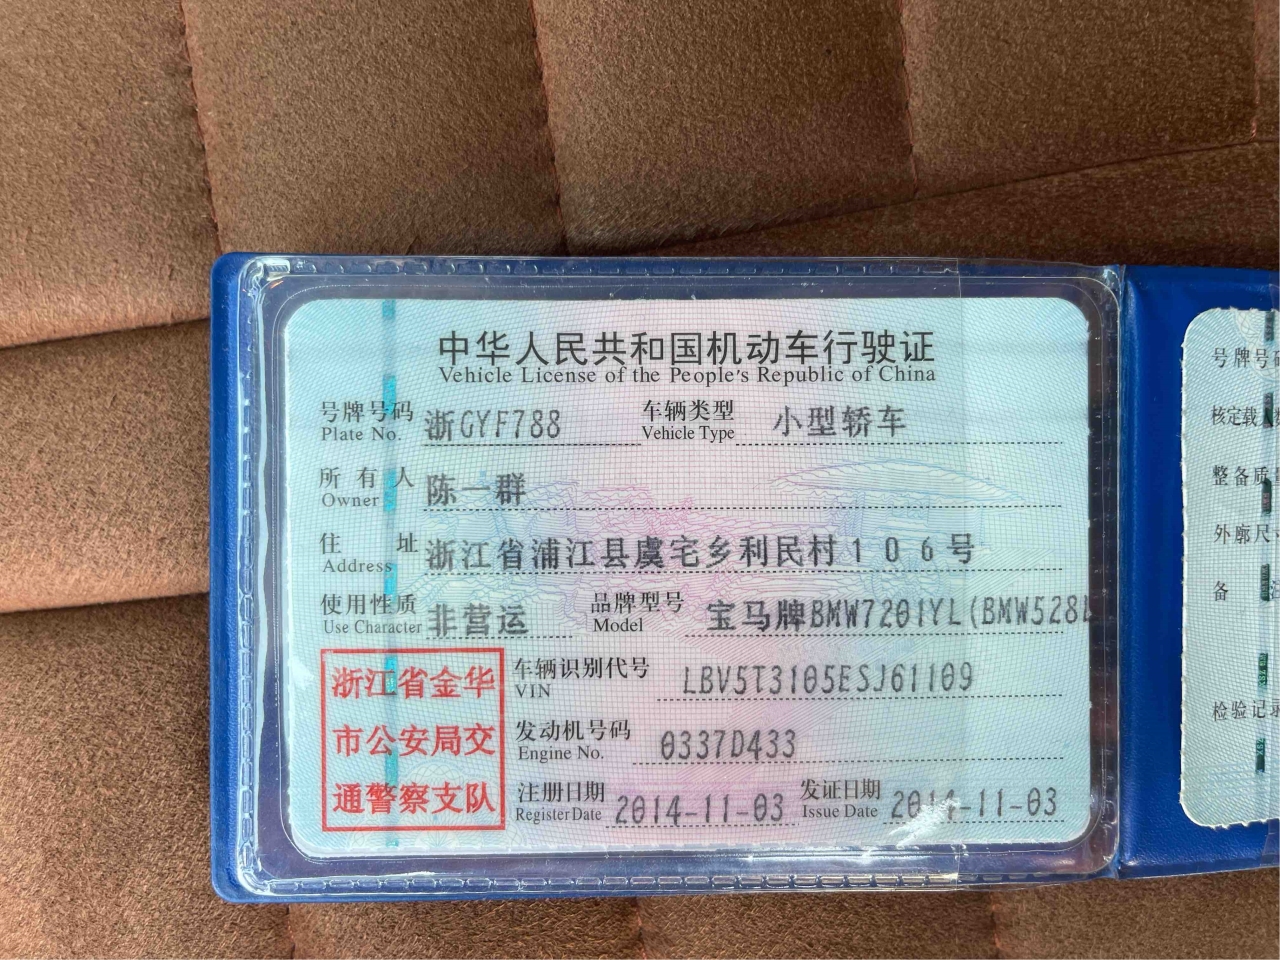 中华人民共和国机动车行驶证
Vehicle License of the People's Republic of China
号牌号码 浙GYF788 车辆类型 小型轿车
Plate No. Vehicle Type
所有人 陈一群
Owner
住址 浙江省浦江县虞宅乡利民村106号
Address
使用性质 非营运 品牌型号 宝马牌BMW7201YL(BMW528L
Use Character Model
浙江省金华
市公安局交
通警察支队
车辆识别代号 LBV5T3105ESJ61109
VIN
发动机号码 0337D433
Engine No.
注册日期 2014-11-03 发证日期 2014-11-03
Register Date Issue Date
号牌号码
核定载人
整备质量
外廓尺寸
备
检验记录